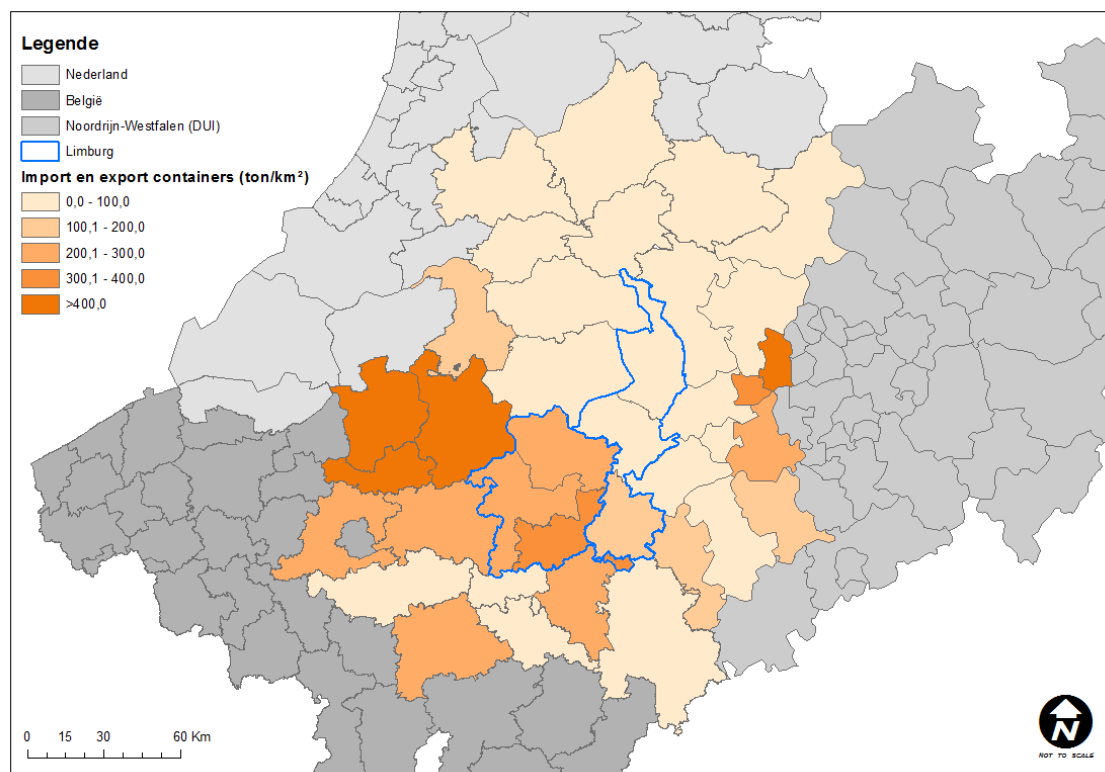 Legende
Nederland
België
Noordrijn-Westfalen (DUI)
Limburg
Import en export containers (ton/km²)
0,0 - 100,0
100,1 - 200,0
200,1 - 300,0
300,1 - 400,0
>400,0
0 15 30 60 Km
N
NOT TO SCALE